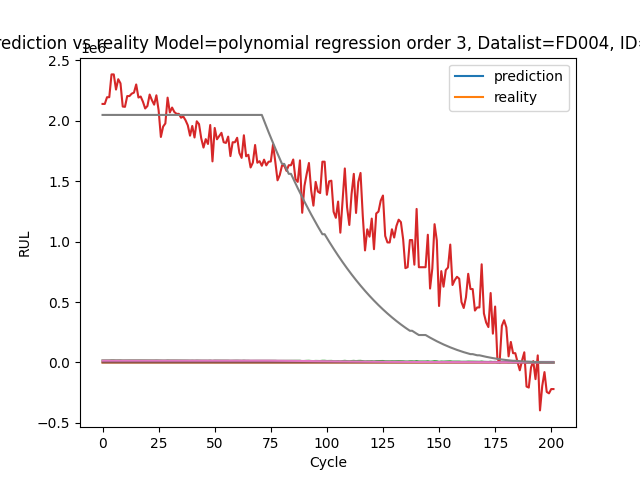 rediction vs reality Model=polynomial regression order 3, Datalist=FD004, ID=
1e6
2.5
2.0
1.5
1.0
0.5
0.0
−0.5
RUL
prediction
reality
0 25 50 75 100 125 150 175 200
Cycle